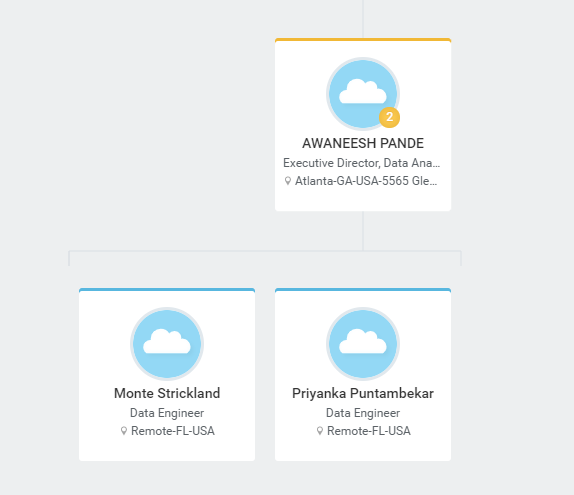 2
AWANEESH PANDE
Executive Director, Data Ana...
Atlanta-GA-USA-5565 Gle...
Monte Strickland
Data Engineer
Remote-FL-USA
Priyanka Puntambekar
Data Engineer
Remote-FL-USA